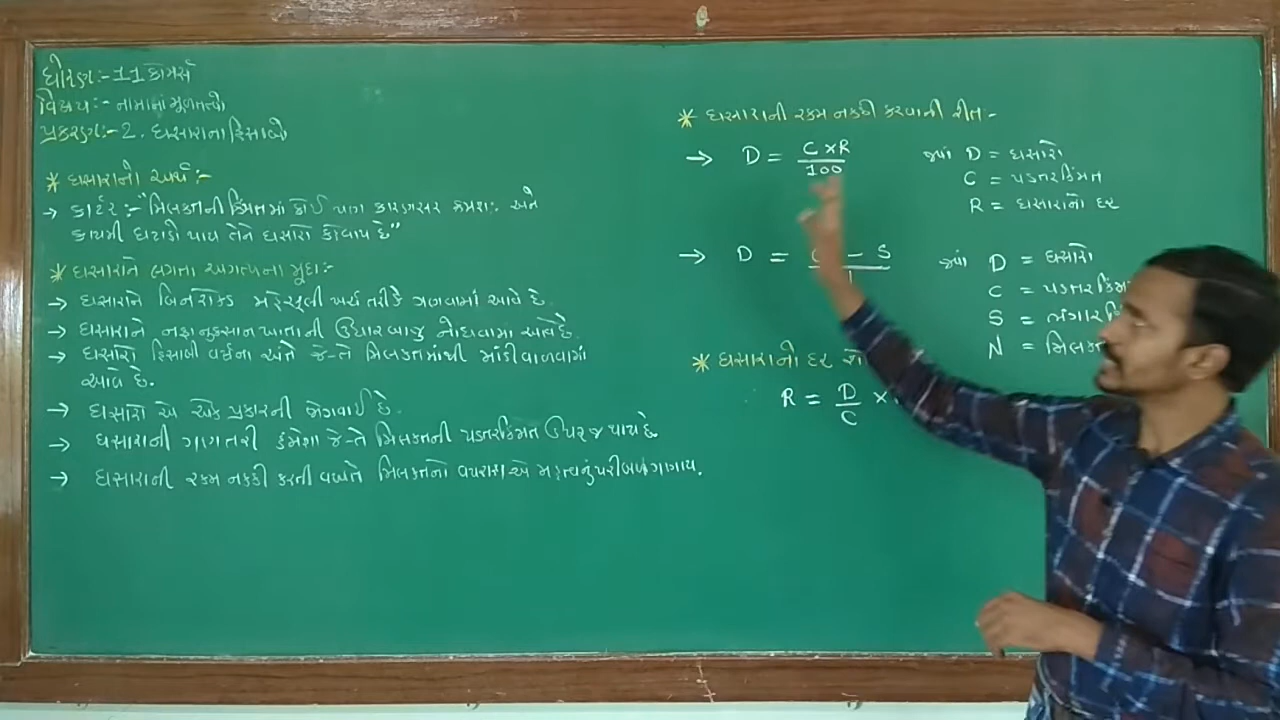 ધોરણ:- 11 કોમર્સ
વિષય:- નામાના મૂળતત્વો
પ્રકરણ:- 2. ઘસારાના હિસાબો
* ઘસારાનો અર્થ:-
→ કાર્ટર:- "મિલકતની કિંમતમાં કોઈ પણ કારણસર ક્રમશ: અને
કાયમી ઘટાડો થાય તેને ઘસારો કહેવાય છે"
* ઘસારાને લગતા અગત્યના મુદ્દા:-
→ ઘસારાને બિનરોકડ મહેસૂલી ખર્ચ તરીકે ગણવામાં આવે છે.
→ ઘસારાને નફાનુકસાન ખાતાની ઉધાર બાજુ નોંધવામાં આવે છે.
→ ઘસારો હિસાબી વર્ષના અંતે જે-તે મિલકતમાંથી માંડીવાળવામાં
આવે છે.
→ ઘસારો એ એક પ્રકારની જોગવાઈ છે.
→ ઘસારાની ગણતરી હંમેશા જે-તે મિલકતની પડતરકિંમત ઉપર જ થાય છે
→ ઘસારાની રકમ નક્કી કરતી વખતે મિલકતનો વપરાશ એ મહત્વનું પરીબળ ગણાય.
* ઘસારાની રકમ નક્કી કરવાની રીત:-
→ D = C × R / 100
જ્યાં D = ઘસારો
C = પડતરકિંમત
R = ઘસારાનો દર
→ D = C - S
જ્યાં D = ઘસારો
C = પડતરકિંમ
S = ભંગારકિ
N = મિલકત
* ઘસારાનો દર
R = D / C ×